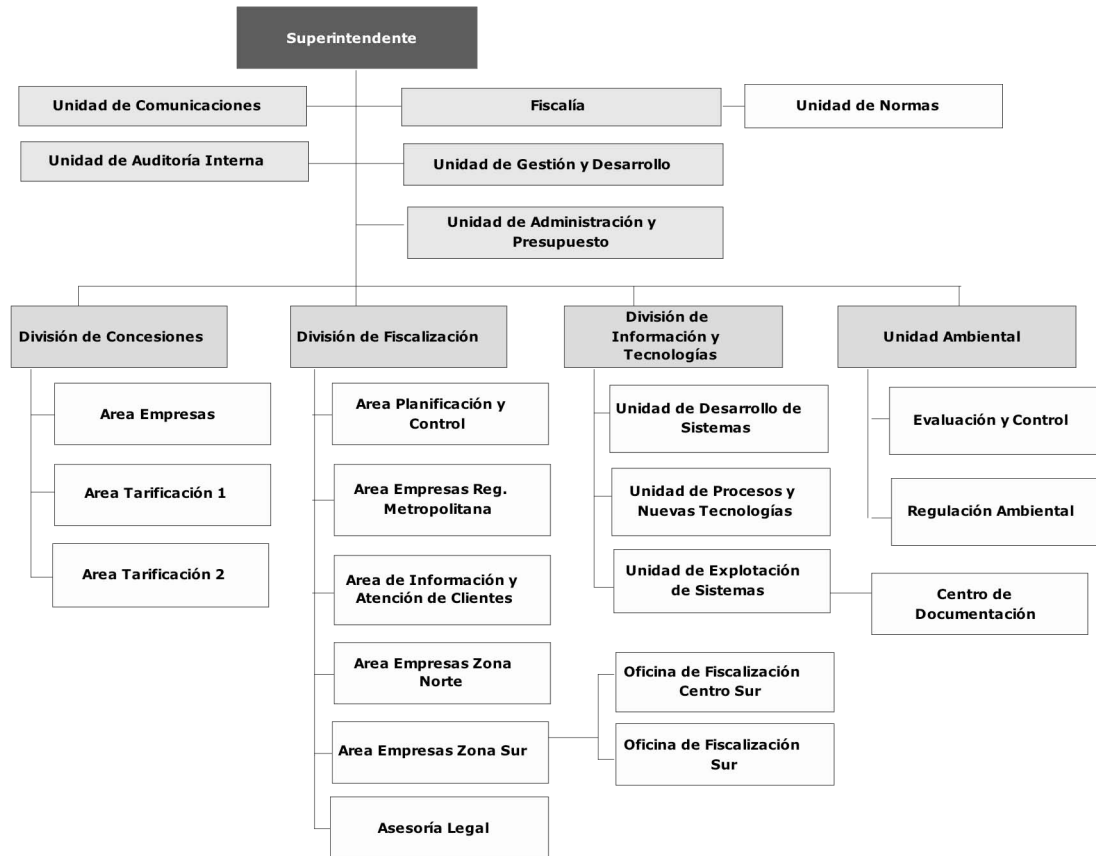 Superintendente
Unidad de Comunicaciones
Fiscalía
Unidad de Normas
Unidad de Auditoría Interna
Unidad de Gestión y Desarrollo
Unidad de Administración y
Presupuesto
División de Concesiones
División de Fiscalización
División de
Información y
Tecnologías
Unidad Ambiental
Area Empresas
Area Tarificación 1
Area Tarificación 2
Area Planificación y
Control
Area Empresas Reg.
Metropolitana
Area de Información y
Atención de Clientes
Area Empresas Zona
Norte
Area Empresas Zona Sur
Asesoría Legal
Oficina de Fiscalización
Centro Sur
Oficina de Fiscalización
Sur
Unidad de Desarrollo de
Sistemas
Unidad de Procesos y
Nuevas Tecnologías
Unidad de Explotación
de Sistemas
Centro de
Documentación
Evaluación y Control
Regulación Ambiental